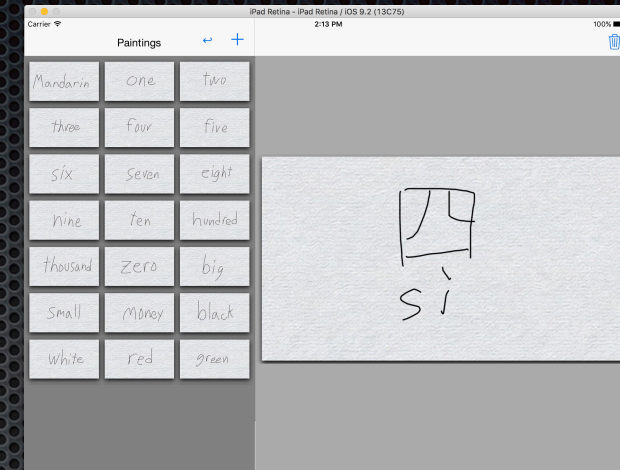 iPad Retina - iPad Retina / iOS 9.2 (13C75)
Carrier 2:13 PM 100%
Paintings
Mandarin one two
three four five
six seven eight
nine ten hundred
thousand zero big
small money black
white red green
四
sì